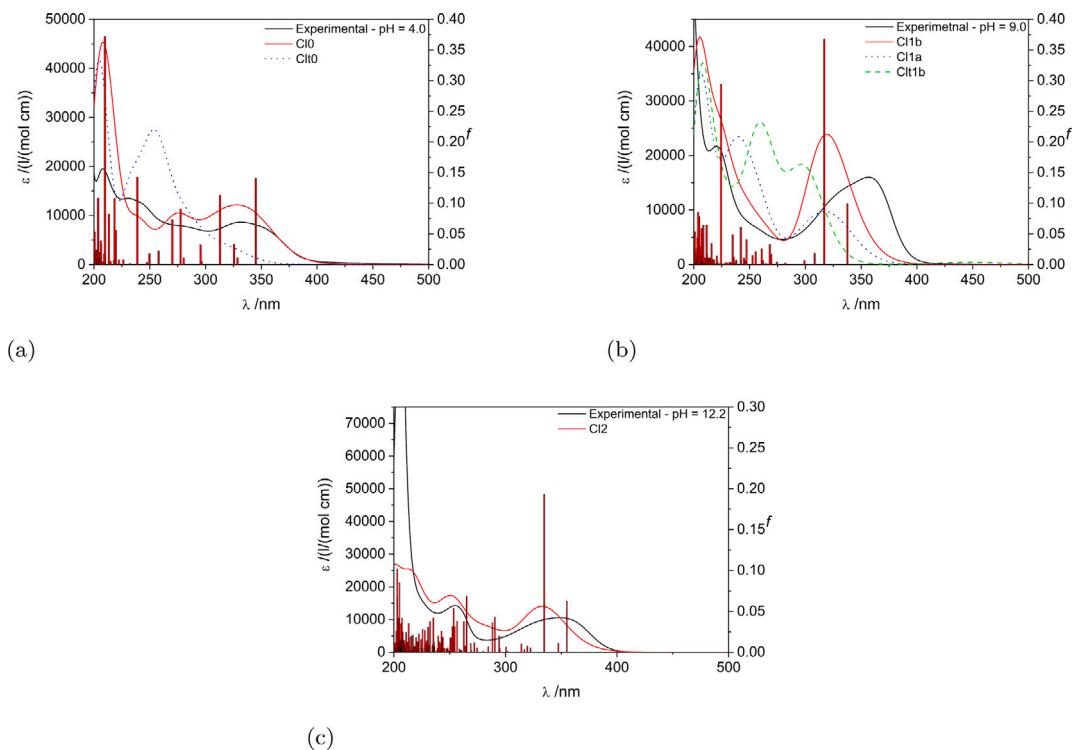 50000
40000
30000
20000
10000
0
ε /(l/(mol cm))
Experimental - pH = 4.0
Cl0
Clt0
0.40
0.35
0.30
0.25
0.20
0.15
0.10
0.05
0.00
f
200 250 300 350 400 450 500
λ /nm
(a)
40000
30000
20000
10000
0
ε /(l/(mol cm))
Experimetnal - pH = 9.0
Cl1b
Cl1a
Clt1b
0.40
0.35
0.30
0.25
0.20
0.15
0.10
0.05
0.00
f
200 250 300 350 400 450 500
λ /nm
(b)
70000
60000
50000
40000
30000
20000
10000
0
ε /(l/(mol cm))
Experimental - pH = 12.2
Cl2
0.30
0.25
0.20
0.15
0.10
0.05
0.00
f
200 300 400 500
λ /nm
(c)